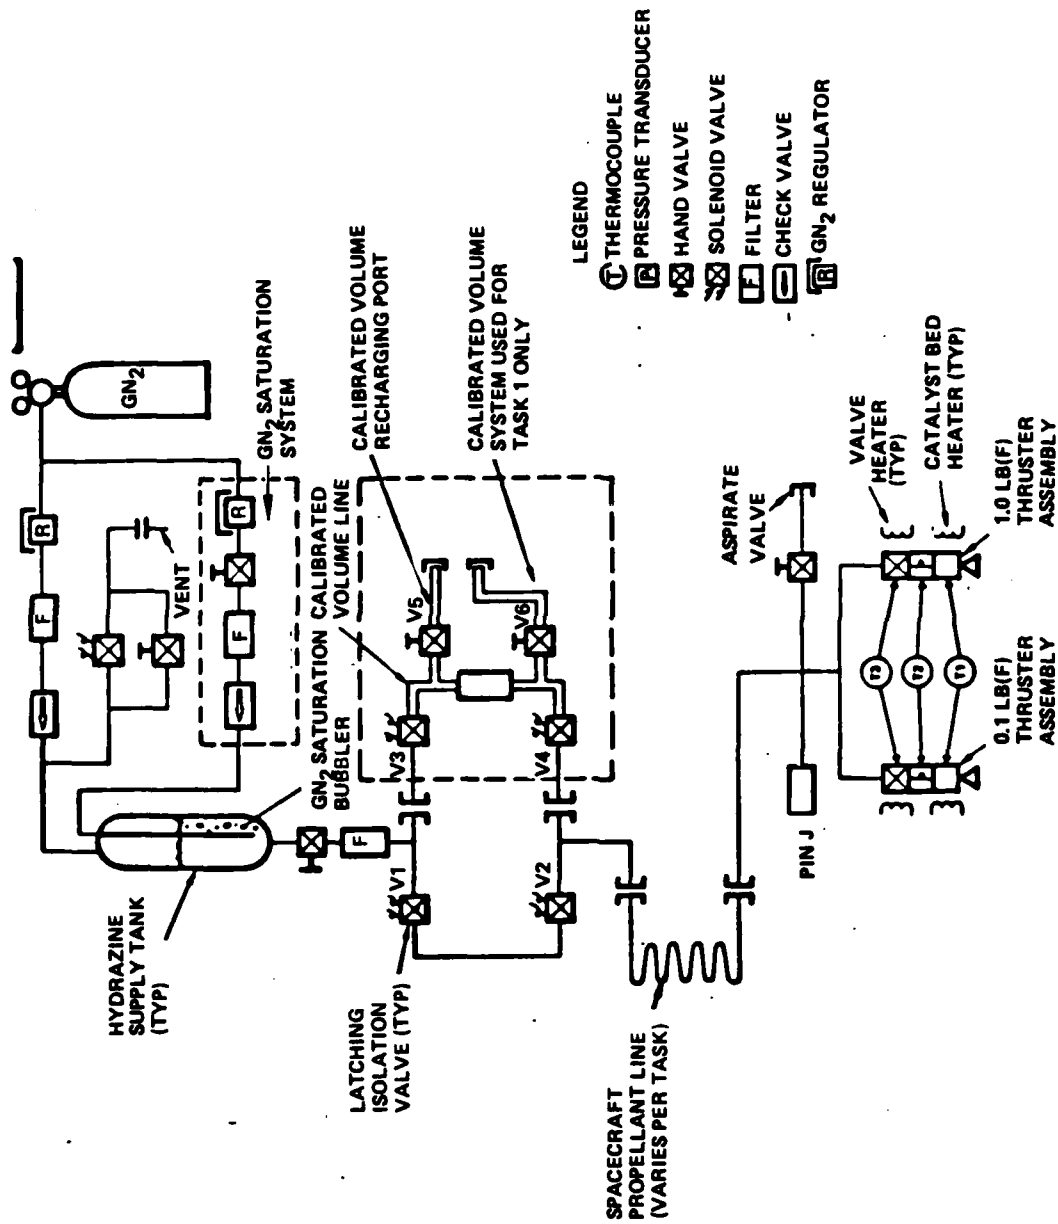 GN2
R
F
VENT
GN2 SATURATION
SYSTEM
R
F
GN2 SATURATION
BUBBLER
HYDRAZINE
SUPPLY TANK
(TYP)
F
CALIBRATED
VOLUME LINE
CALIBRATED VOLUME
RECHARGING PORT
CALIBRATED VOLUME
SYSTEM USED FOR
TASK 1 ONLY
V5
V6
V3
V4
V1
V2
LATCHING
ISOLATION
VALVE (TYP)
SPACECRAFT
PROPELLANT LINE
(VARIES PER TASK)
LEGEND
T THERMOCOUPLE
P PRESSURE TRANSDUCER
HAND VALVE
SOLENOID VALVE
F FILTER
CHECK VALVE
R GN2 REGULATOR
ASPIRATE
VALVE
PIN J
VALVE
HEATER
(TYP)
CATALYST BED
HEATER (TYP)
T3
T2
T1
0.1 LB(F)
THRUSTER
ASSEMBLY
1.0 LB(F)
THRUSTER
ASSEMBLY